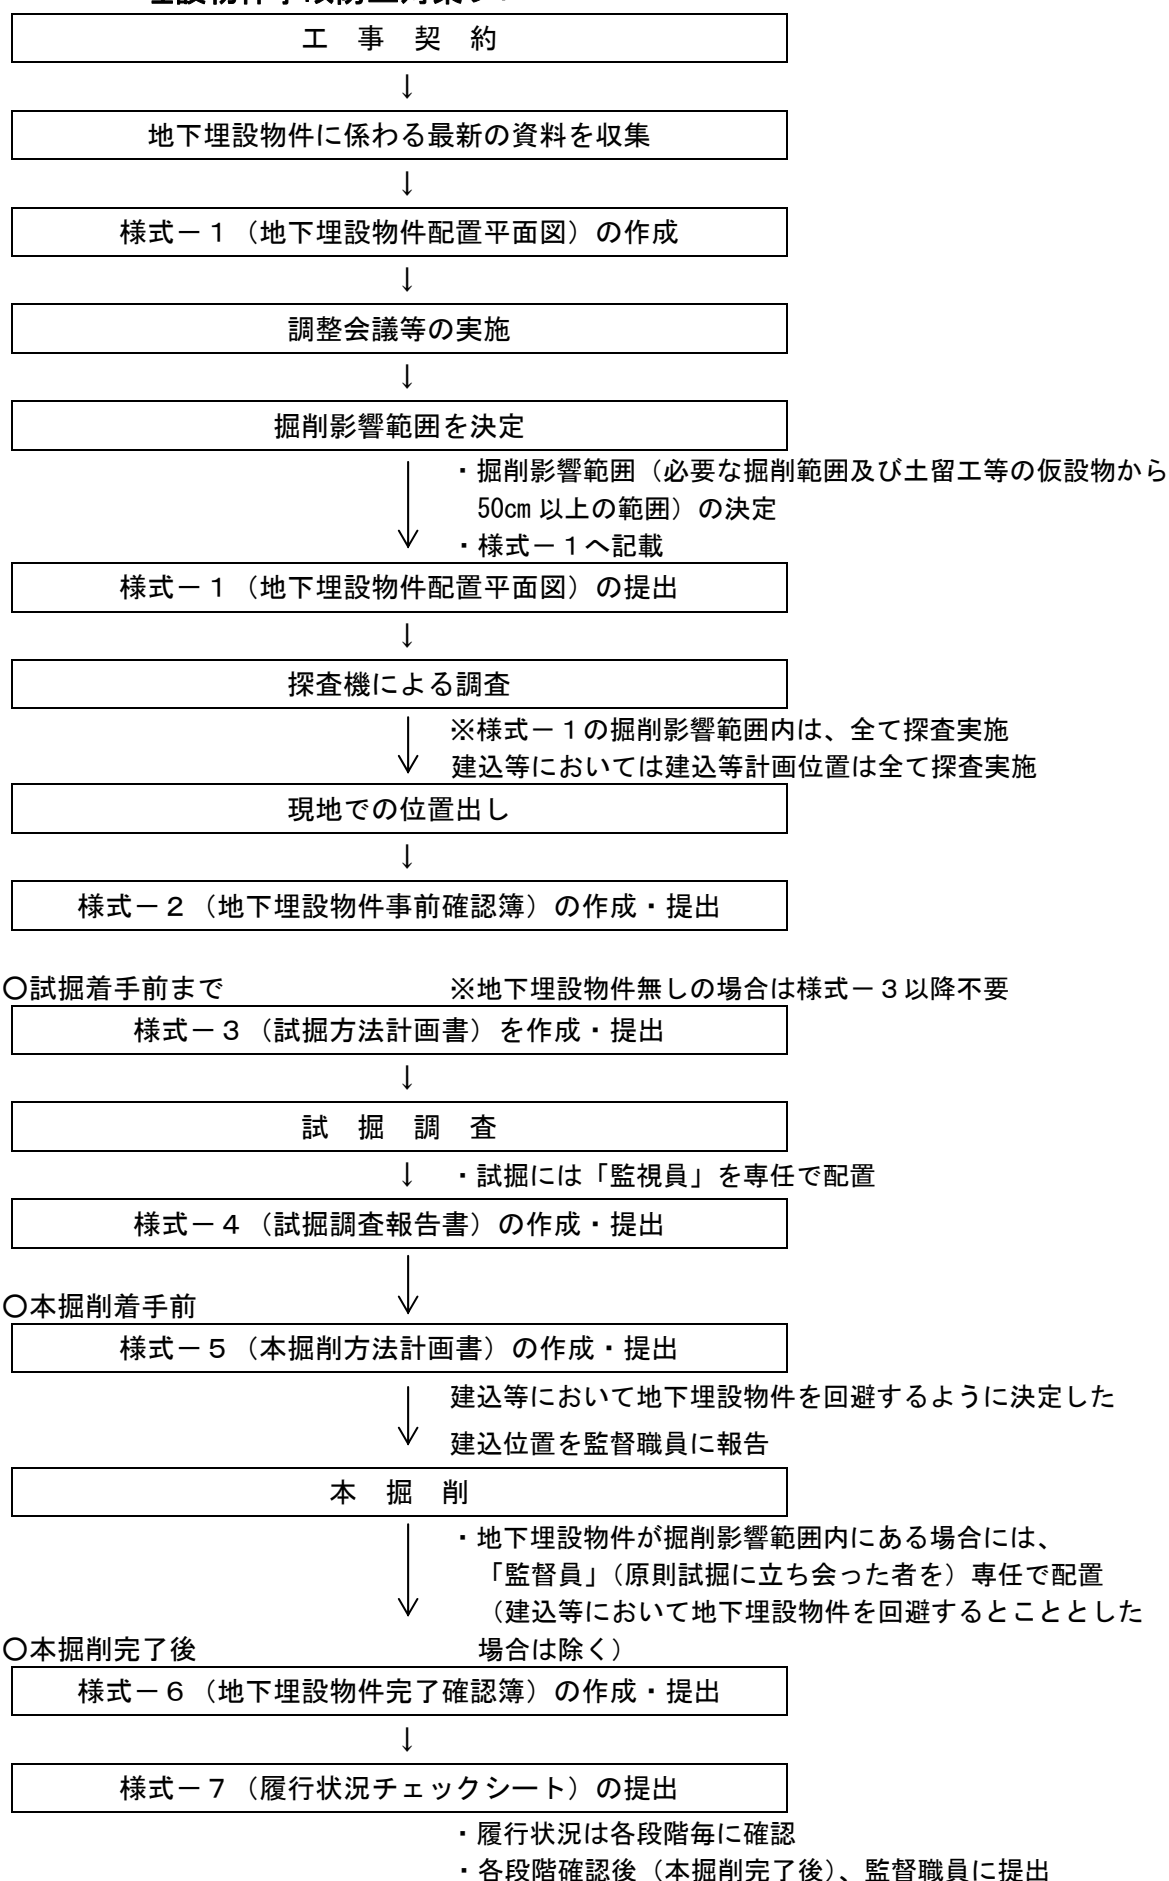 工　事　契　約
↓
地下埋設物件に係わる最新の資料を収集
↓
様式－１（地下埋設物件配置平面図）の作成
↓
調整会議等の実施
↓
掘削影響範囲を決定
・掘削影響範囲（必要な掘削範囲及び土留工等の仮設物から
50cm 以上の範囲）の決定
・様式－１へ記載
様式－１（地下埋設物件配置平面図）の提出
↓
探査機による調査
※様式－１の掘削影響範囲内は、全て探査実施
建込等においては建込等計画位置は全て探査実施
現地での位置出し
↓
様式－２（地下埋設物件事前確認簿）の作成・提出
〇試掘着手前まで　　　　　　　　※地下埋設物件無しの場合は様式－３以降不要
様式－３（試掘方法計画書）を作成・提出
↓
試　掘　調　査
↓　・試掘には「監視員」を専任で配置
様式－４（試掘調査報告書）の作成・提出
〇本掘削着手前
様式－５（本掘削方法計画書）の作成・提出
建込等において地下埋設物件を回避するように決定した
建込位置を監督職員に報告
本　掘　削
・地下埋設物件が掘削影響範囲内にある場合には、
「監督員」（原則試掘に立ち会った者を）専任で配置
（建込等において地下埋設物件を回避するとこととした
〇本掘削完了後　　　　　　　　　　場合は除く）
様式－６（地下埋設物件完了確認簿）の作成・提出
↓
様式－７（履行状況チェックシート）の提出
・履行状況は各段階毎に確認
・各段階確認後（本掘削完了後）、監督職員に提出